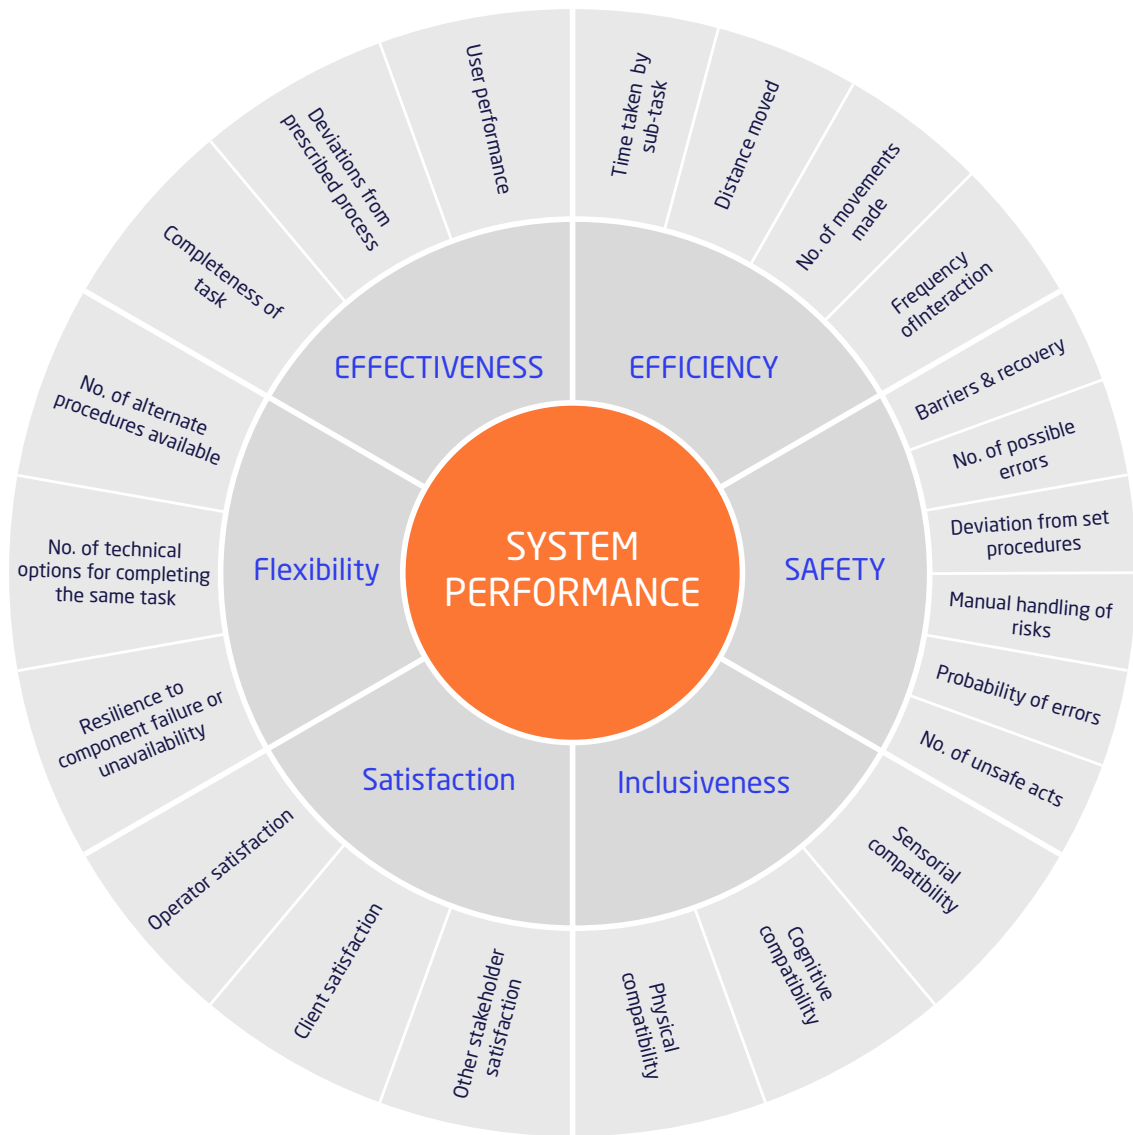 SYSTEM
PERFORMANCE
EFFICIENCY
Time taken by
sub-task
Distance moved
No. of movements
made
Frequency
ofInteraction
SAFETY
Barriers & recovery
No. of possible
errors
Deviation from set
procedures
Manual handling of
risks
Probability of errors
No. of unsafe acts
Inclusiveness
Sensorial
compatibility
Cognitive
compatibility
Physical
compatibility
Satisfaction
Other stakeholder
satisfaction
Client satisfaction
Operator satisfaction
Flexibility
Resilience to
component failure or
unavailability
No. of technical
options for completing
the same task
No. of alternate
procedures available
EFFECTIVENESS
Completeness of
task
Deviations from
prescribed process
User performance